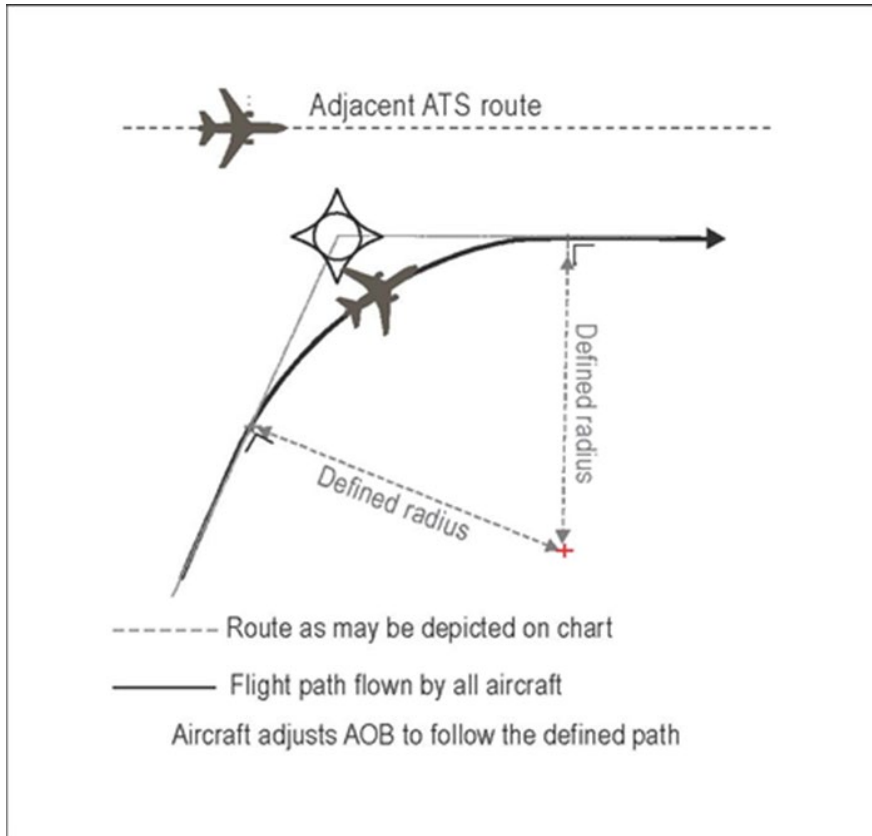 Adjacent ATS route
Defined radius
Defined radius
Route as may be depicted on chart
Flight path flown by all aircraft
Aircraft adjusts AOB to follow the defined path